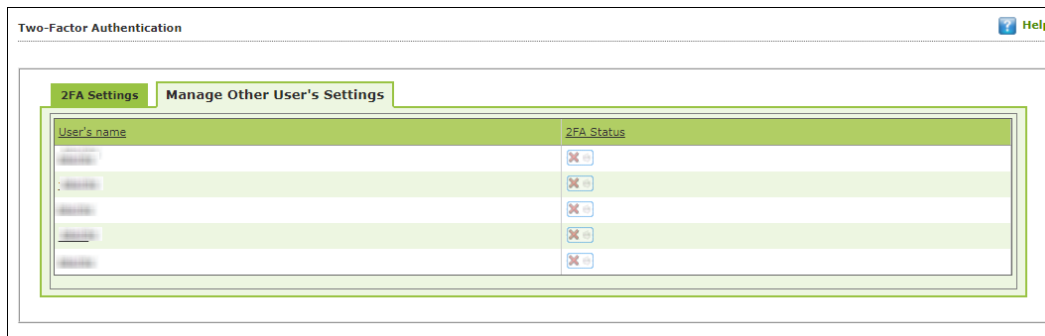 Two-Factor Authentication
Help
2FA Settings
Manage Other User's Settings
User's name
2FA Status